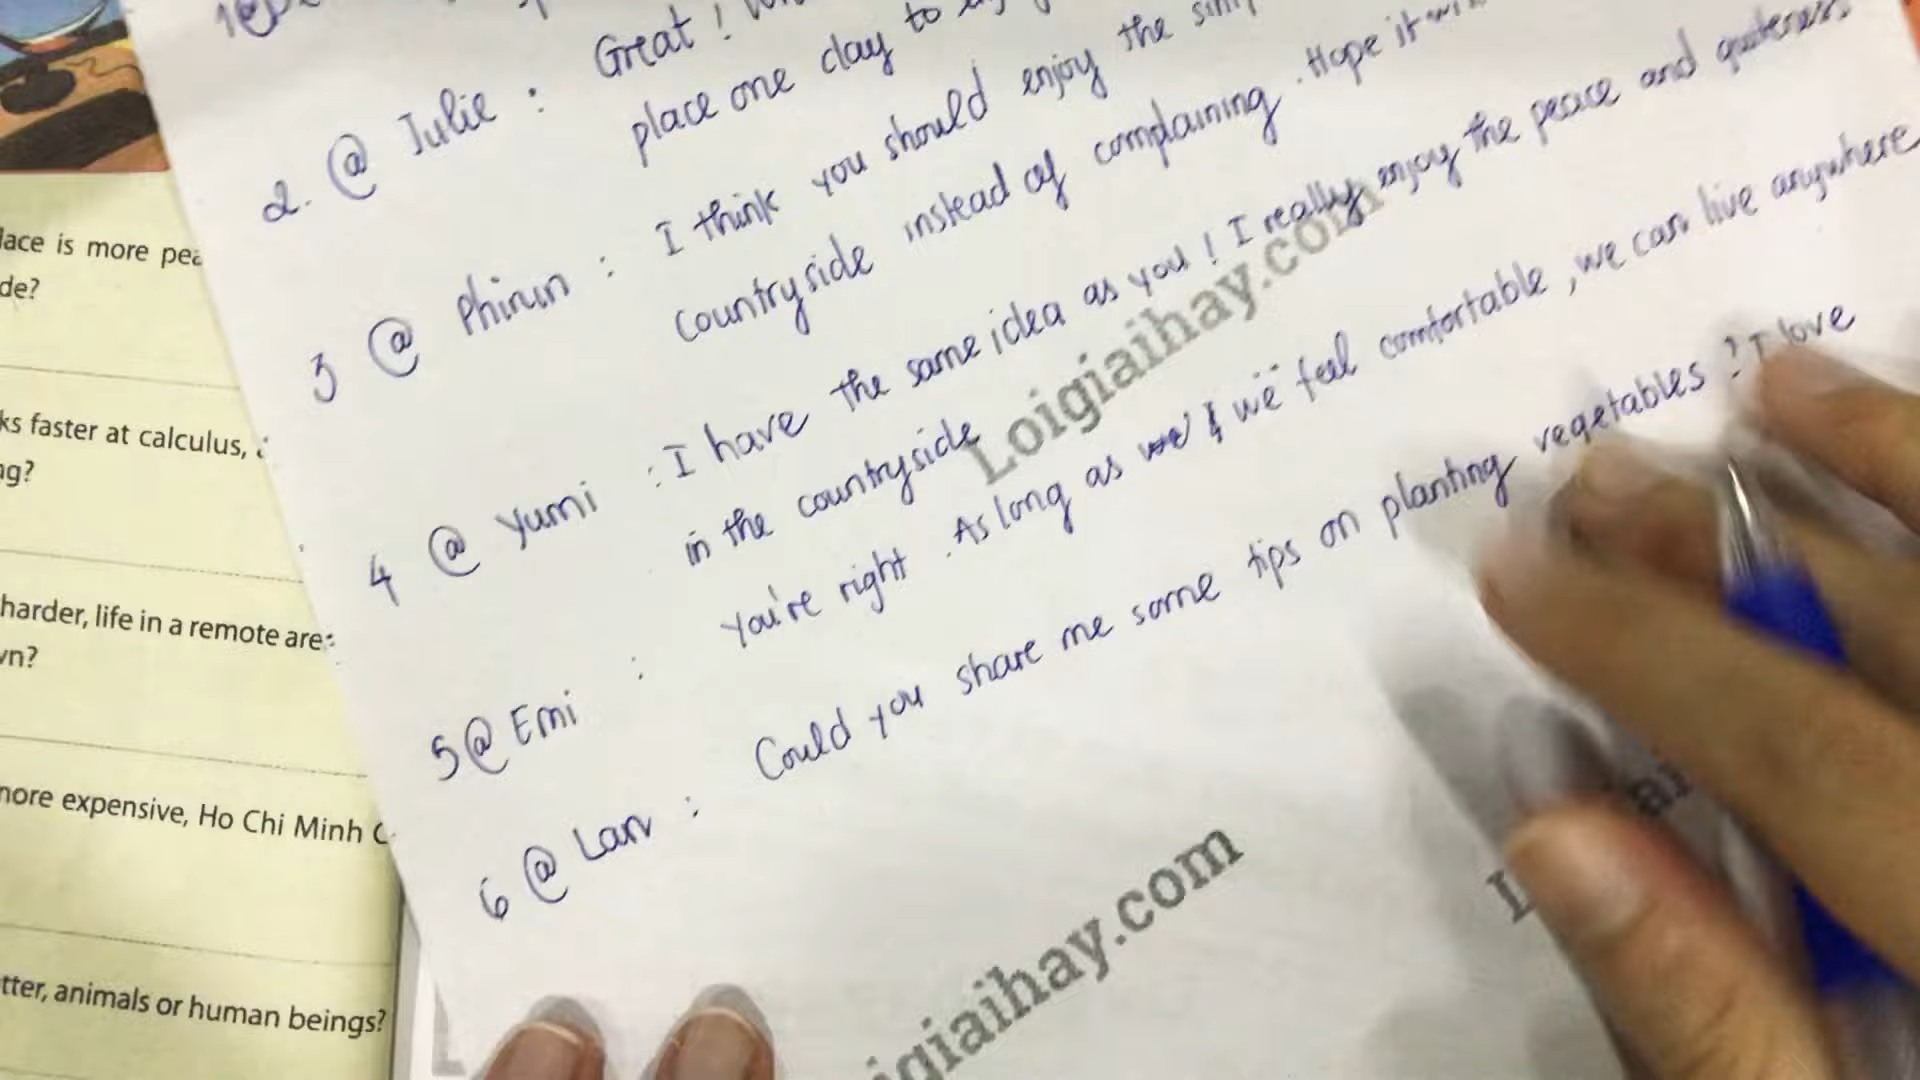 2. @ Julie : Great !
place one day to
3 @ Phirun : I think you should enjoy the
countryside instead of complaining . Hope it
4 @ Yumi : I have the same idea as you ! I really enjoy the peace and
in the countryside
5 @ Emi : You're right . As long as we feel comfortable , we can live anywhere
6 @ Lan : Could you share me some tips on planting vegetables ? I love
Loigiaihay.com
igiaihay.com
lace is more pea
de?
ks faster at calculus,
ng?
harder, life in a remote are
wn?
more expensive, Ho Chi Minh C
tter, animals or human beings?